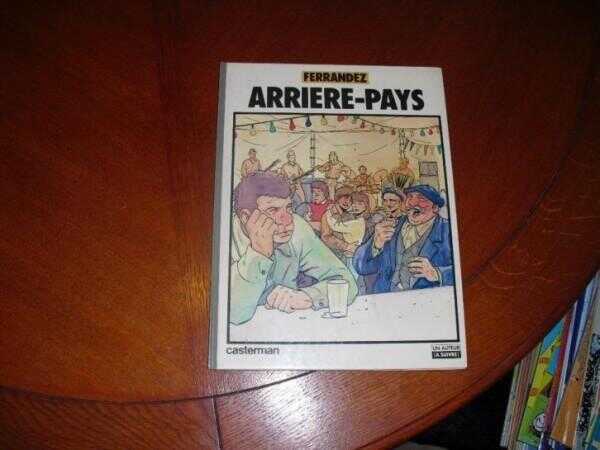 FERRANDEZ
ARRIERE-PAYS
casterman
UN AUTEUR
(A SUIVRE)